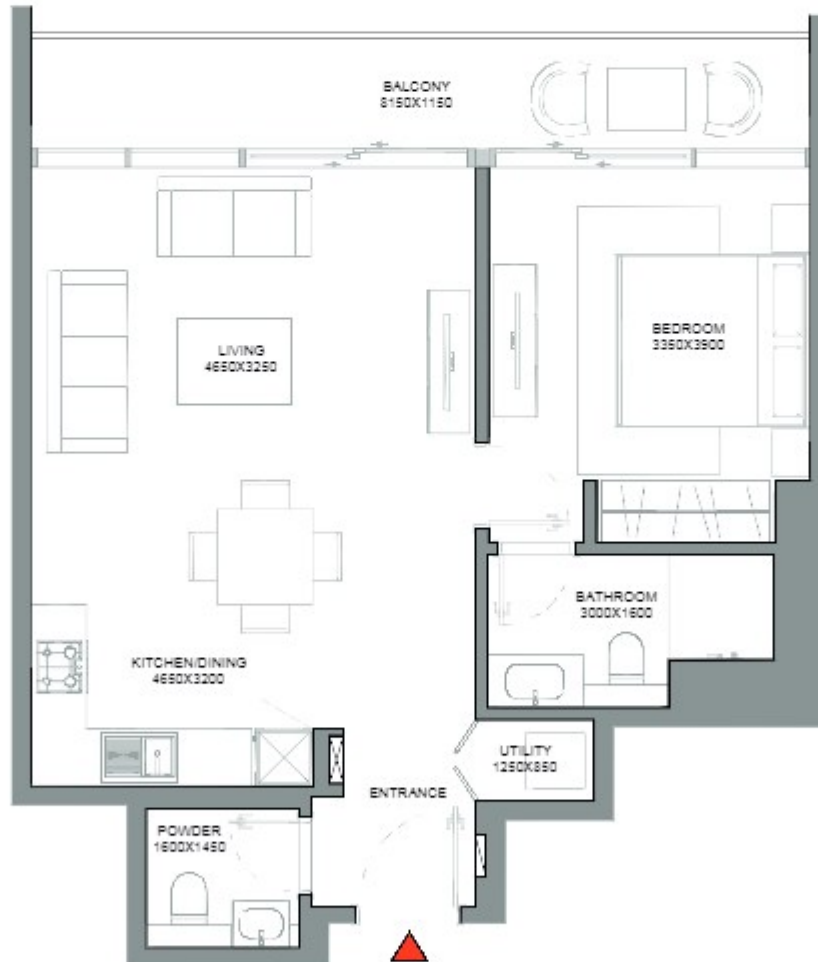 BALCONY
8150X1150
LIVING
4650X3250
BEDROOM
3350X3900
BATHROOM
3000X1600
KITCHEN/DINING
4650X3200
UTILITY
1250X850
ENTRANCE
POWDER
1600X1450